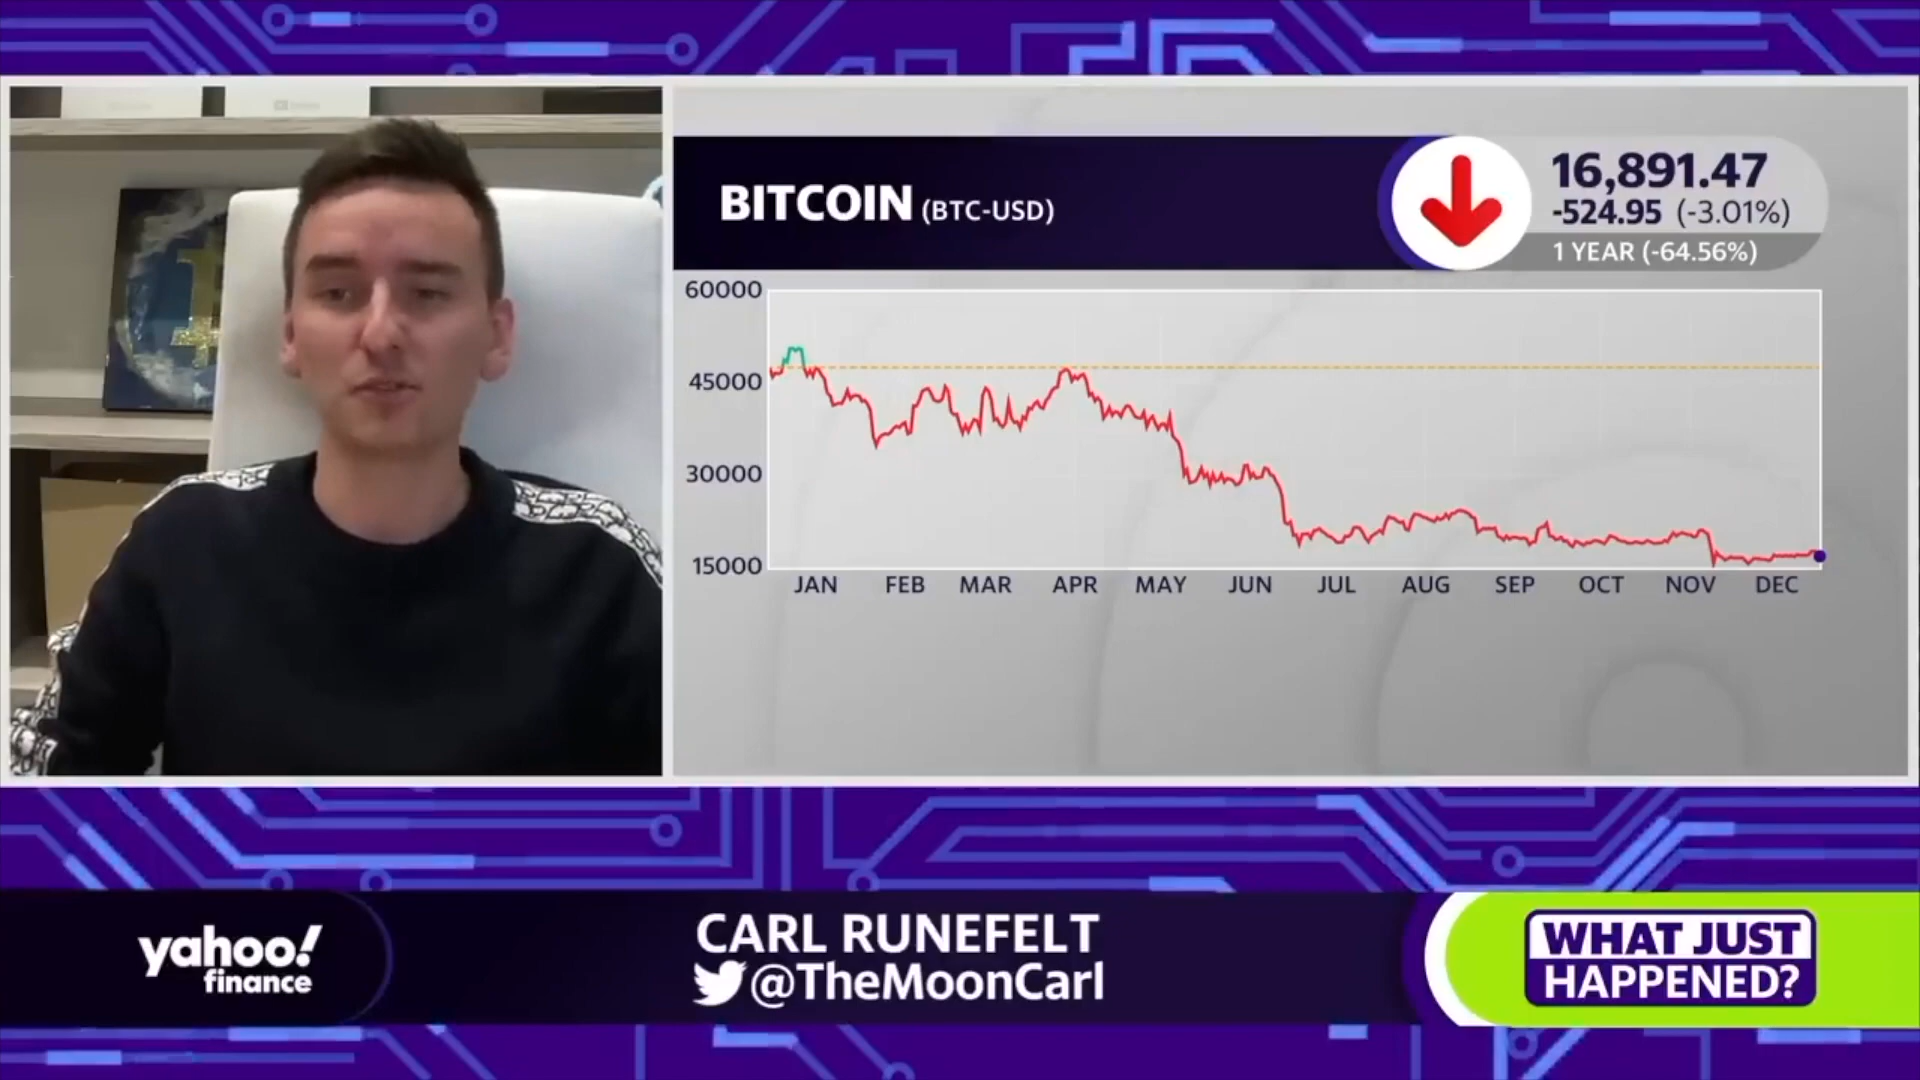 BITCOIN (BTC-USD)
16,891.47
-524.95 (-3.01%)
1 YEAR (-64.56%)
60000
45000
30000
15000
JAN FEB MAR APR MAY JUN JUL AUG SEP OCT NOV DEC
yahoo!
finance
CARL RUNEFELT
@TheMoonCarl
WHAT JUST
HAPPENED?